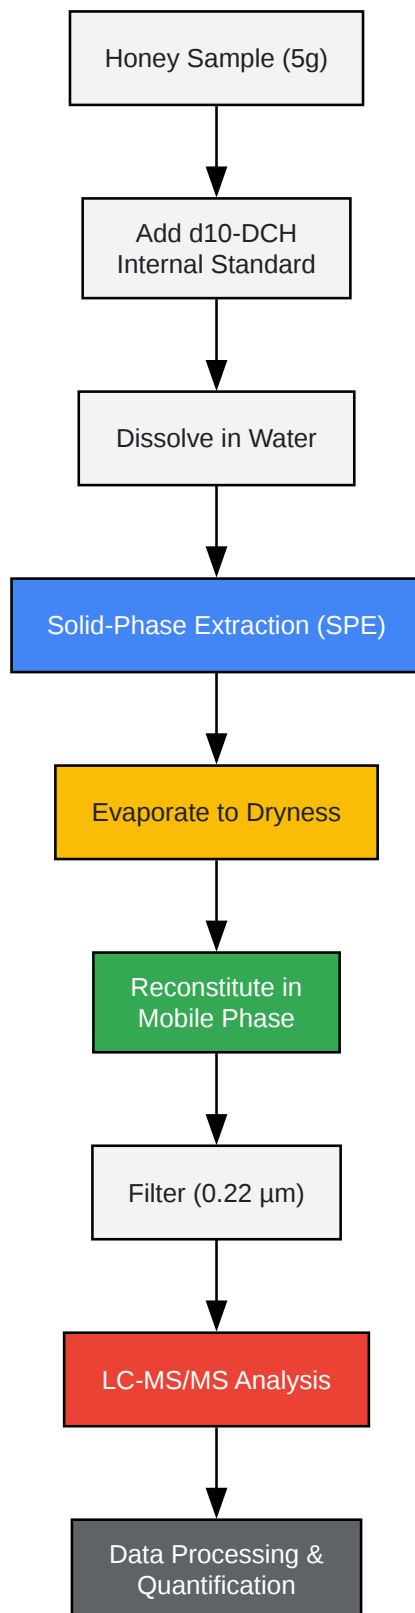 Honey Sample (5g)
Add d10-DCH
Internal Standard
Dissolve in Water
Solid-Phase Extraction (SPE)
Evaporate to Dryness
Reconstitute in
Mobile Phase
Filter (0.22 µm)
LC-MS/MS Analysis
Data Processing &
Quantification